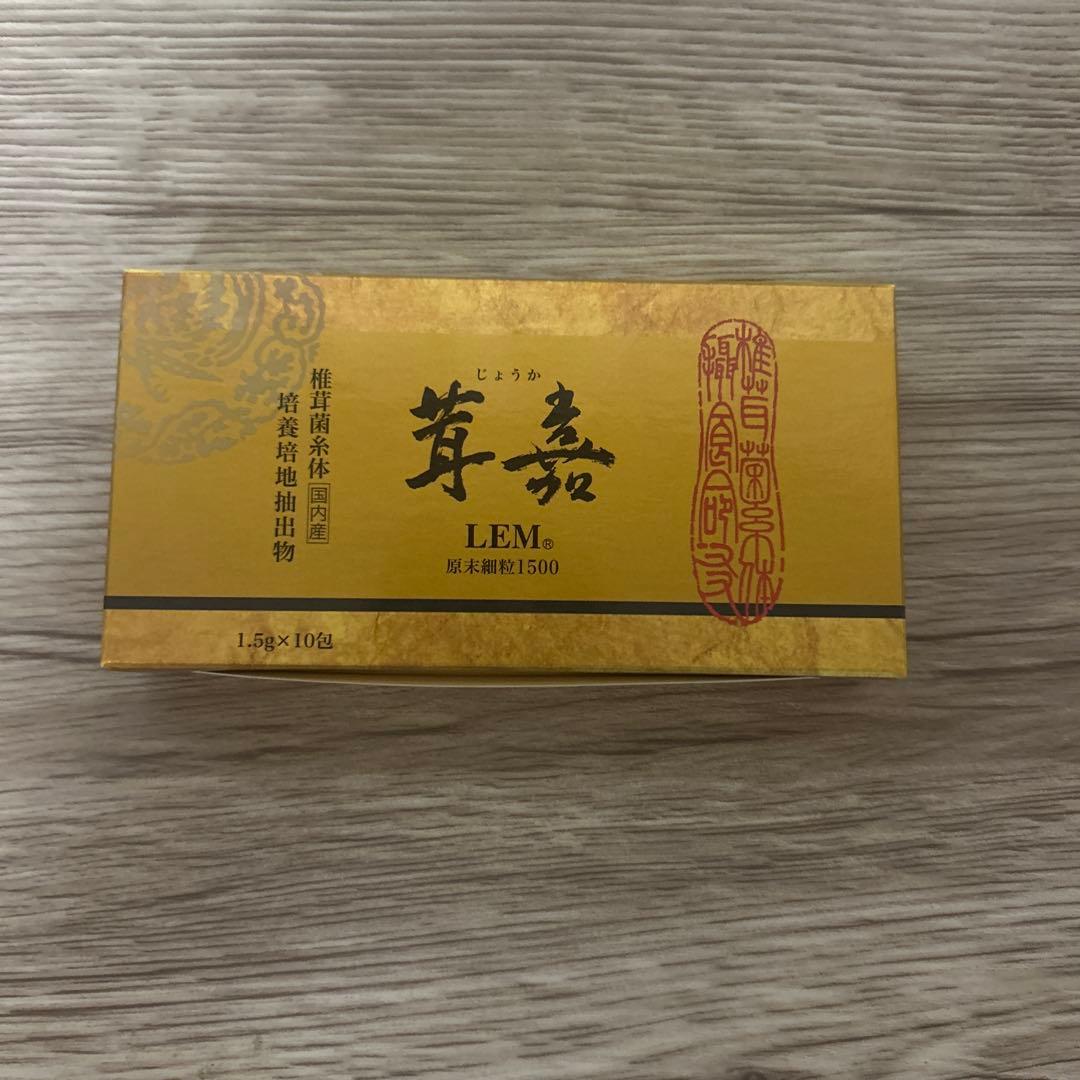 椎茸菌糸体 国内産
培養培地抽出物
じょうか
茸嘉
LEM®
原末細粒1500
1.5g×10包